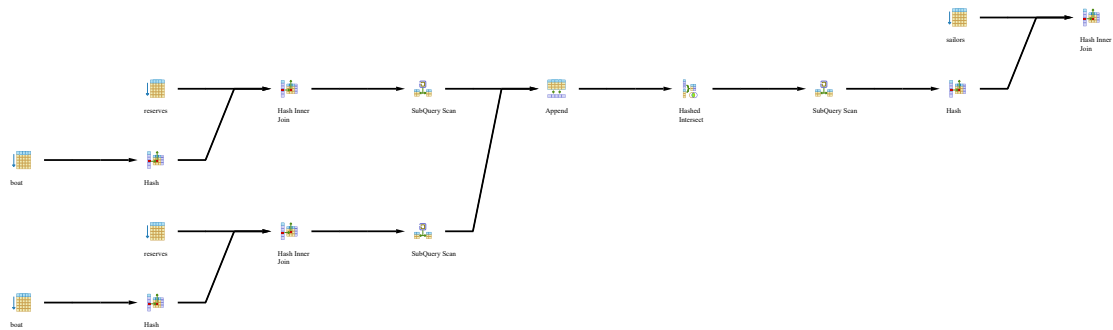 sailors
Hash Inner
Join
reserves
Hash Inner
Join
SubQuery Scan
Append
Hashed
Intersect
SubQuery Scan
Hash
boat
Hash
reserves
Hash Inner
Join
SubQuery Scan
boat
Hash